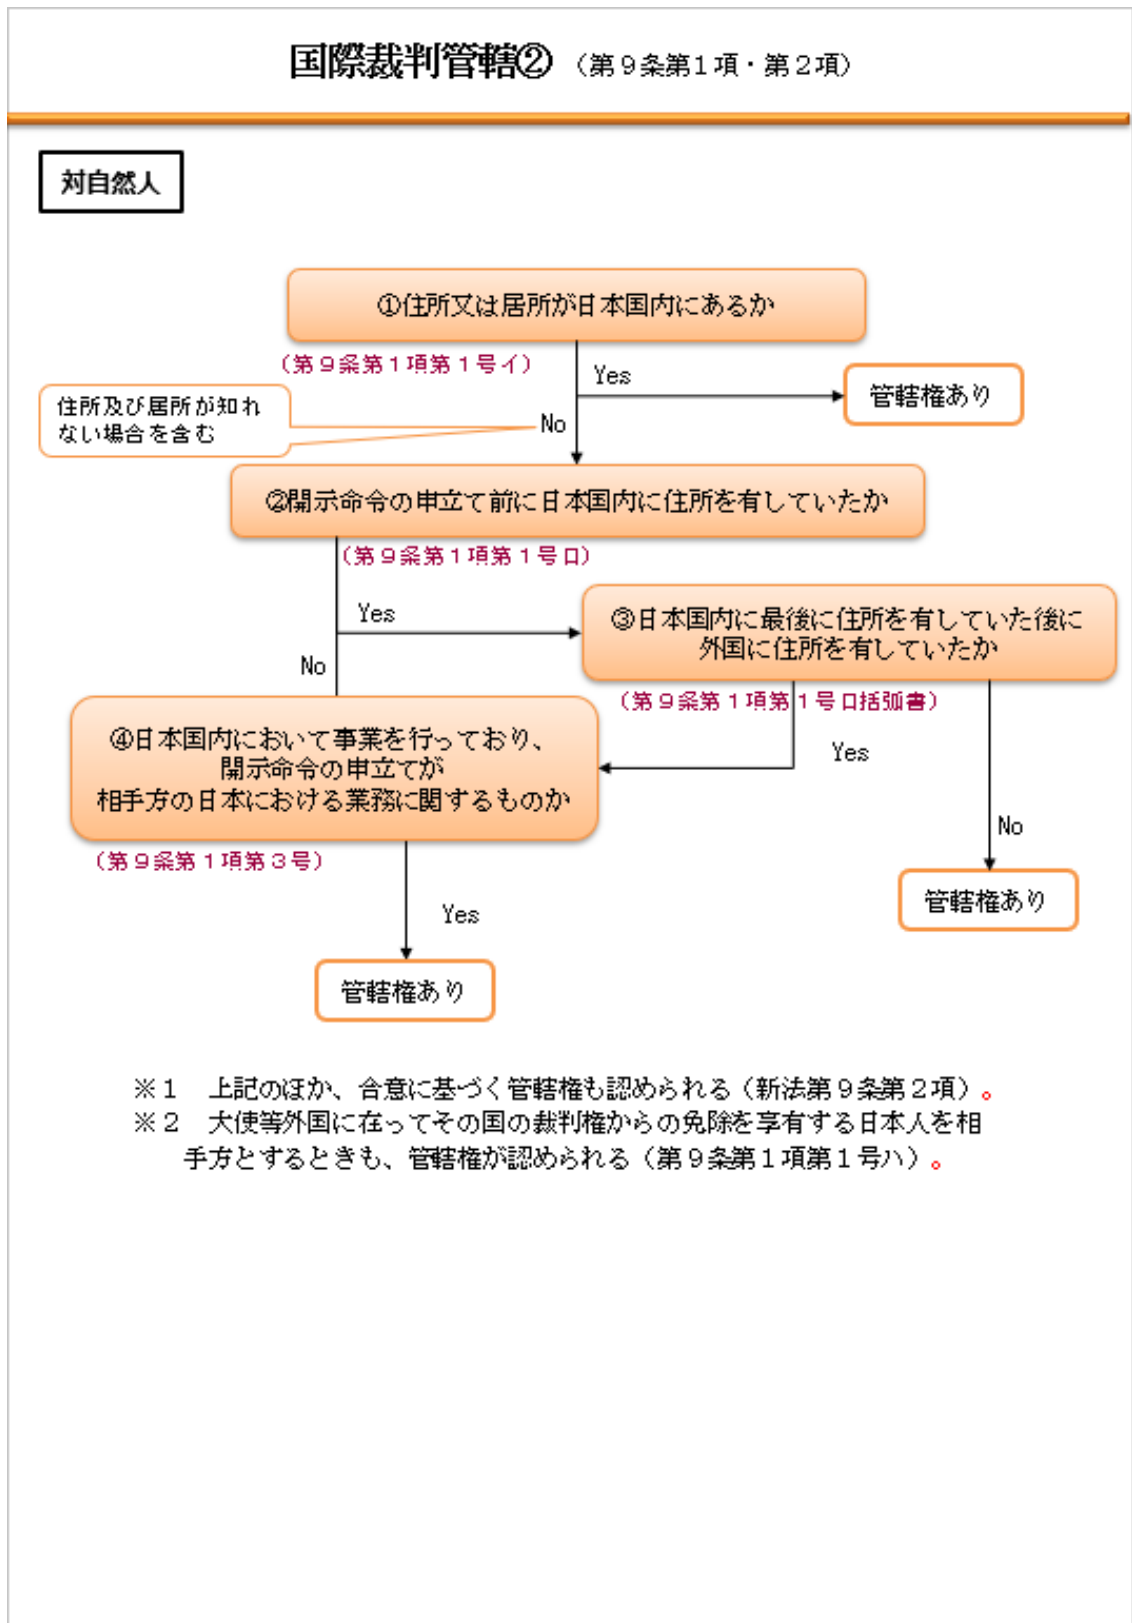 国際裁判管轄② （第９条第１項・第２項）
対自然人
①住所又は居所が日本国内にあるか
（第９条第１項第１号イ）
Yes
管轄権あり
住所及び居所が知れ
ない場合を含む
No
②開示命令の申立て前に日本国内に住所を有していたか
（第９条第１項第１号ロ）
Yes
③日本国内に最後に住所を有していた後に
外国に住所を有していたか
No
（第９条第１項第１号ロ括弧書）
④日本国内において事業を行っており、
開示命令の申立てが
相手方の日本における業務に関するものか
Yes
No
（第９条第１項第３号）
管轄権あり
Yes
管轄権あり
※１　上記のほか、合意に基づく管轄権も認められる（新法第９条第２項）。
※２　大使等外国に在ってその国の裁判権からの免除を享有する日本人を相
手方とするときも、管轄権が認められる（第９条第１項第１号ハ）。